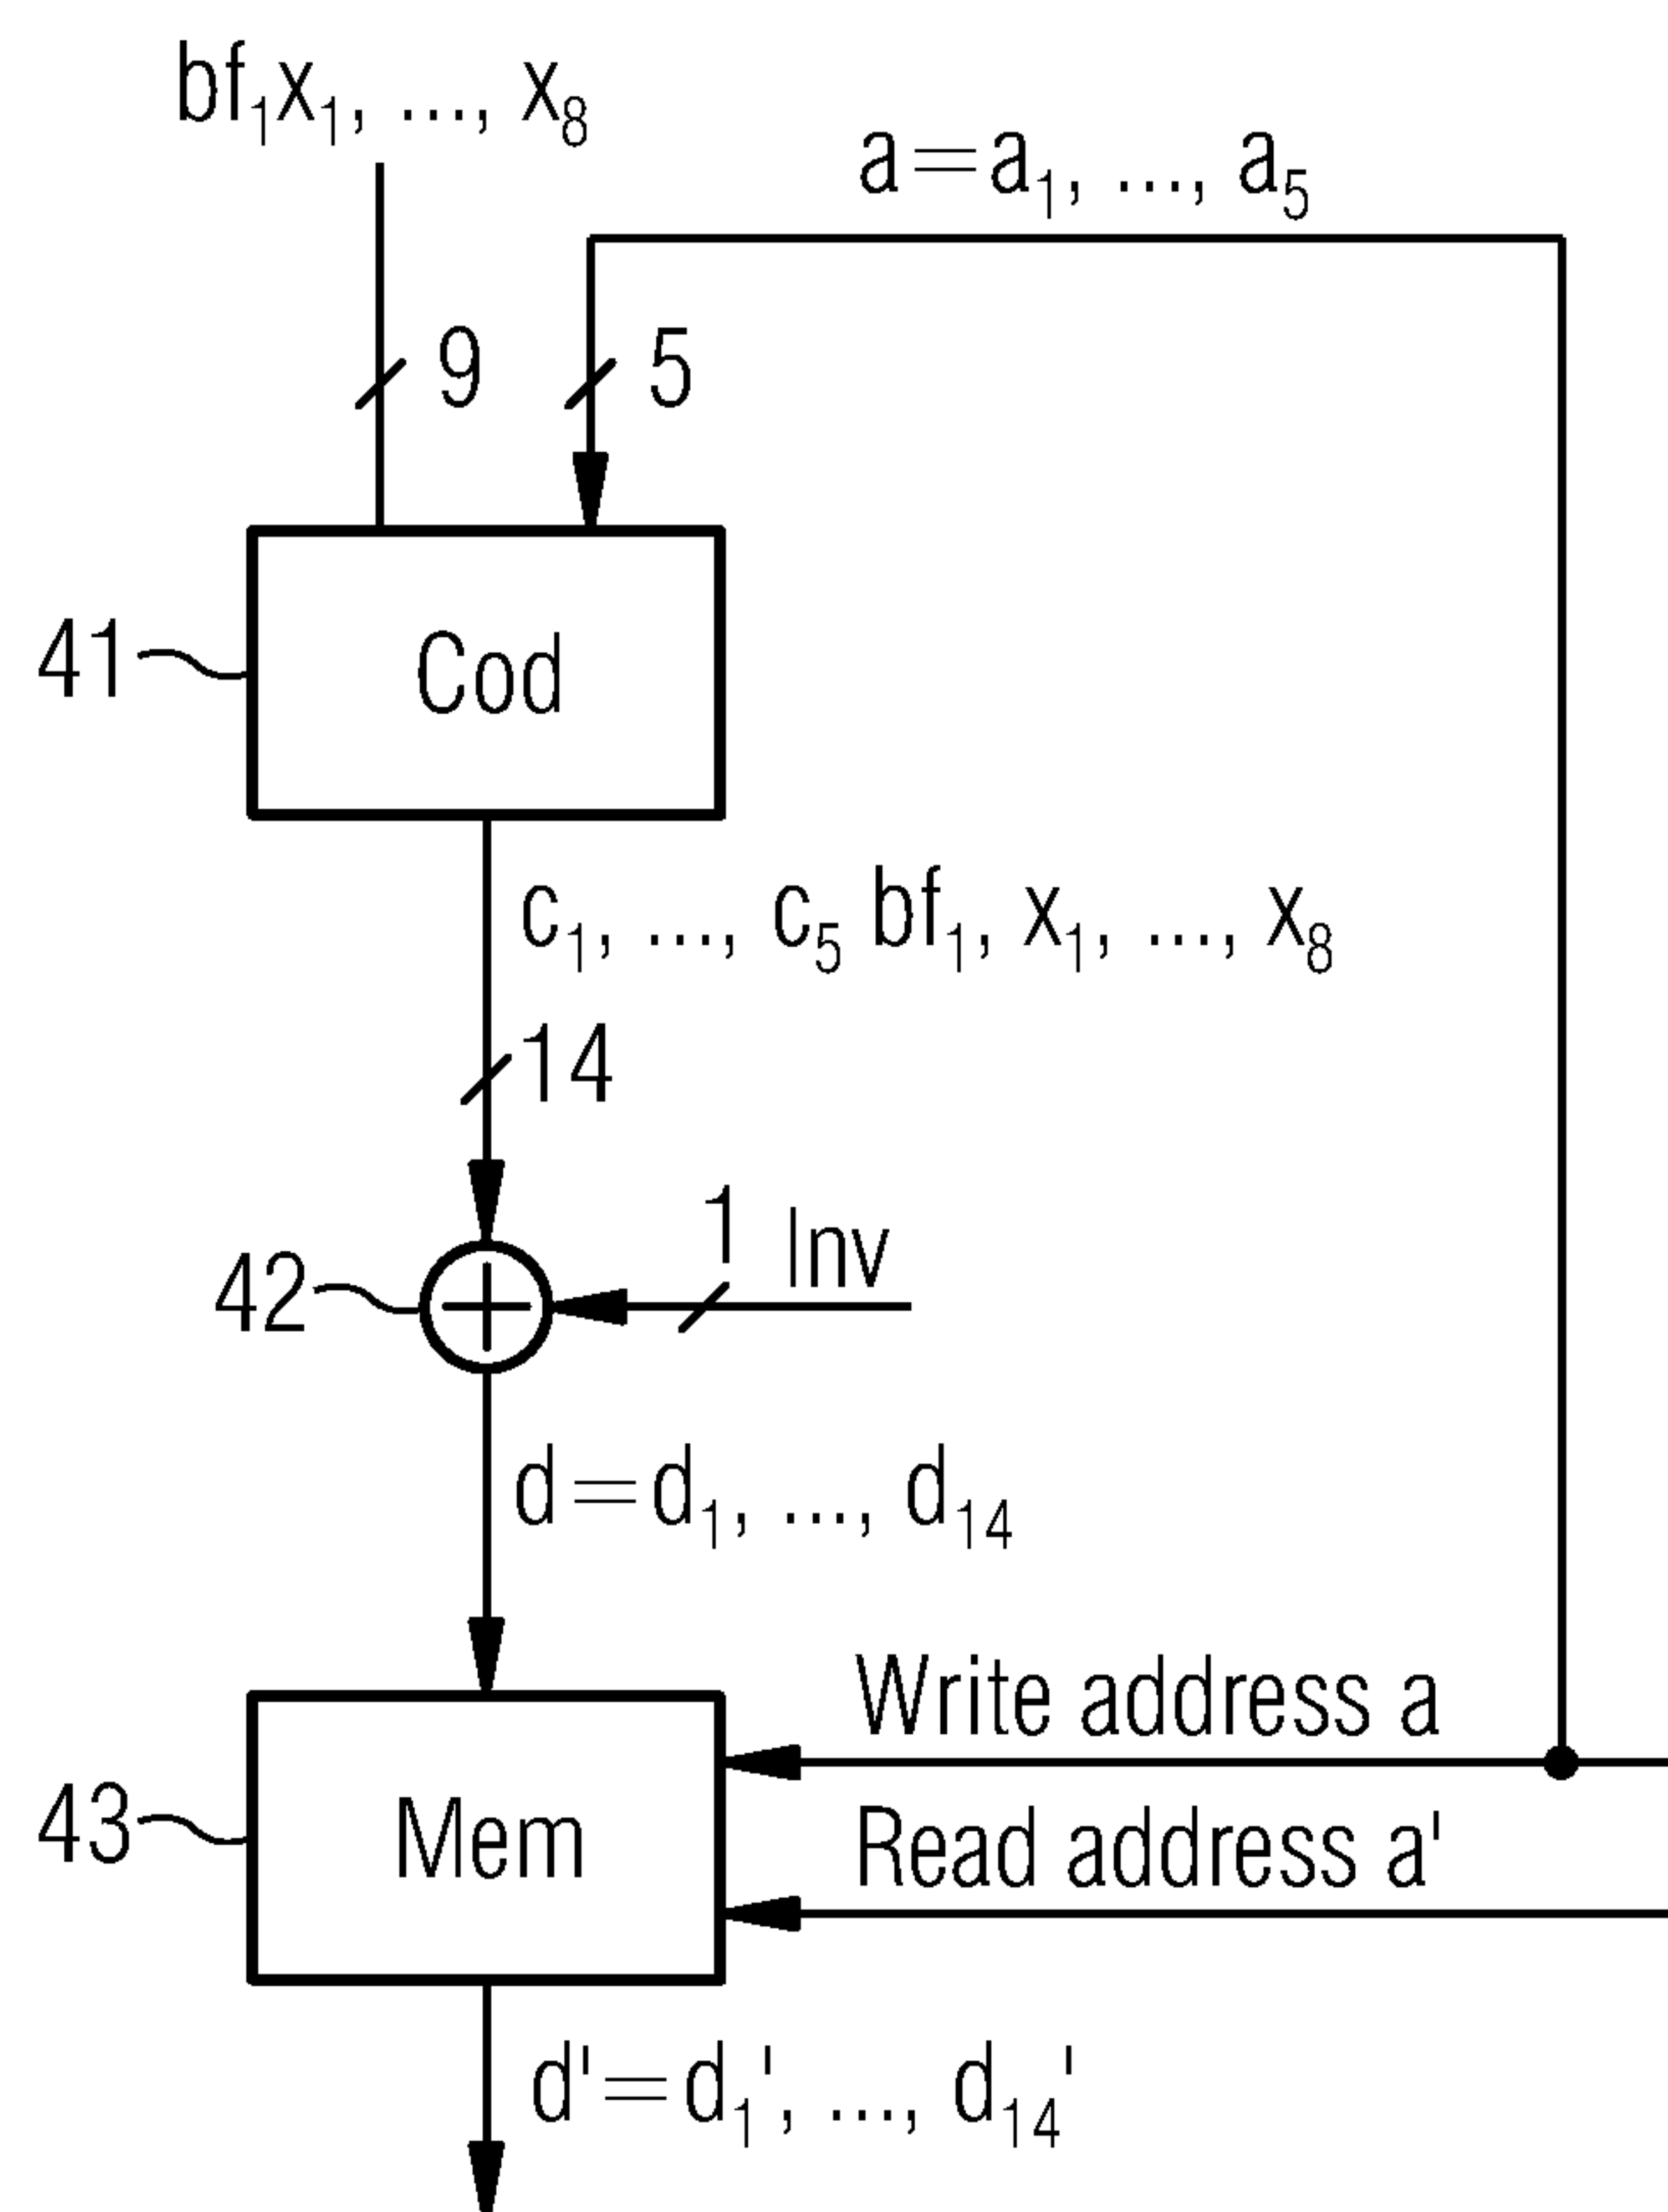 bf₁x₁, ..., x₈
a=a₁, ..., a₅
9
5
41
Cod
c₁, ..., c₅ bf₁, x₁, ..., x₈
14
1 Inv
42
d=d₁, ..., d₁₄
Write address a
43
Mem
Read address a'
d'=d₁', ..., d₁₄'